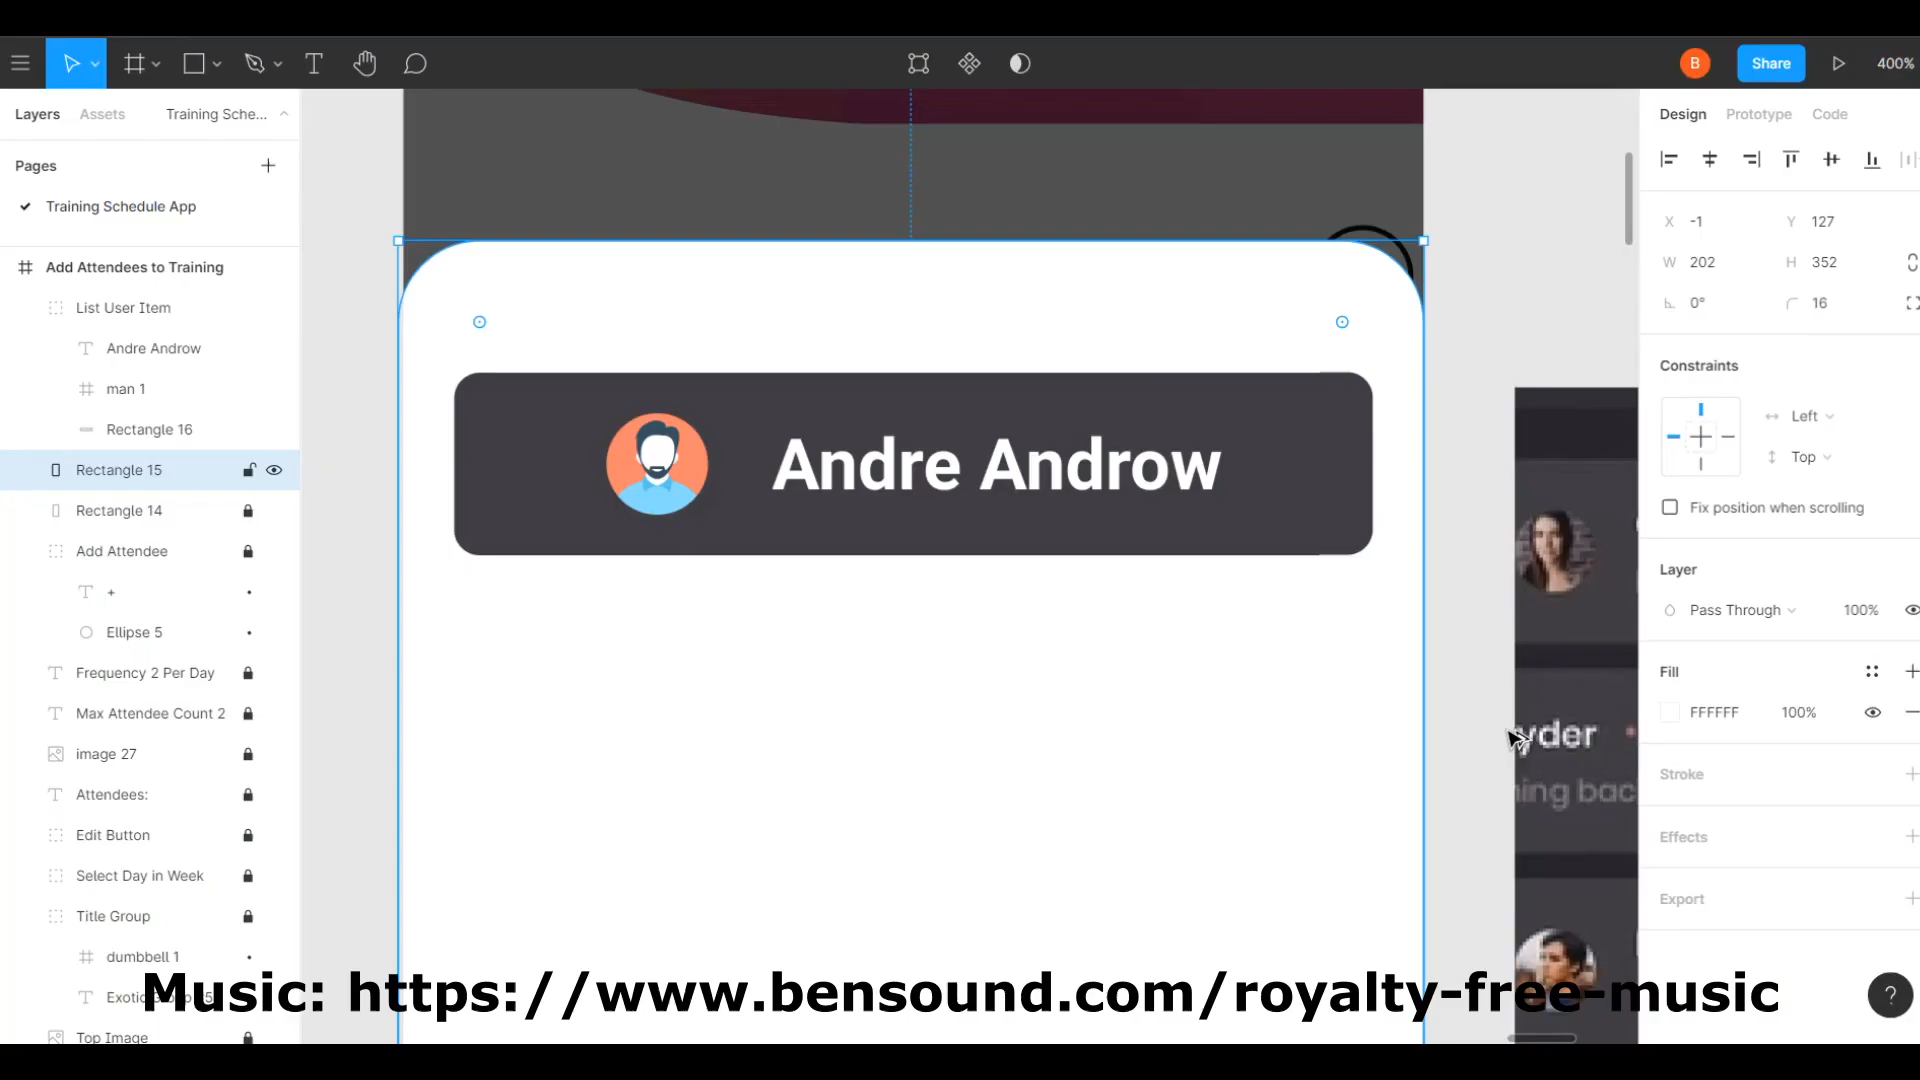 B
Share
400%
Layers
Assets
Training Sche...
Design
Prototype
Code
Pages
Training Schedule App
X -1
Y 127
W 202
H 352
0°
16
Add Attendees to Training
List User Item
Andre Androw
man 1
Rectangle 16
Rectangle 15
Rectangle 14
Add Attendee
+
Ellipse 5
Frequency 2 Per Day
Max Attendee Count 2
image 27
Attendees:
Edit Button
Select Day in Week
Title Group
dumbbell 1
Top Image
Andre Androw
yder
ning bac
Constraints
Left
Top
Fix position when scrolling
Layer
Pass Through
100%
Fill
FFFFFF
100%
Stroke
Effects
Export
?
Music: https://www.bensound.com/royalty-free-music